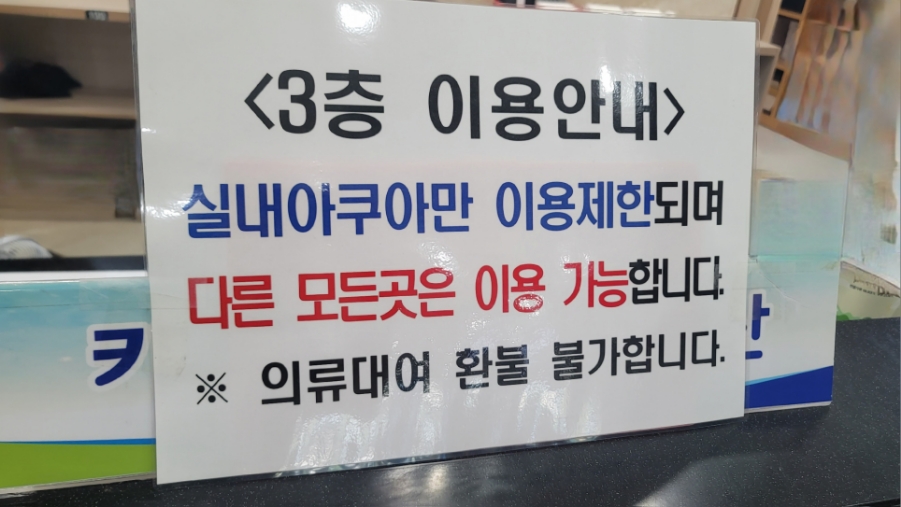 <3층 이용안내>
실내아쿠아만 이용제한되며
다른 모든곳은 이용 가능합니다.
※ 의류대여 환불 불가합니다.
키
안